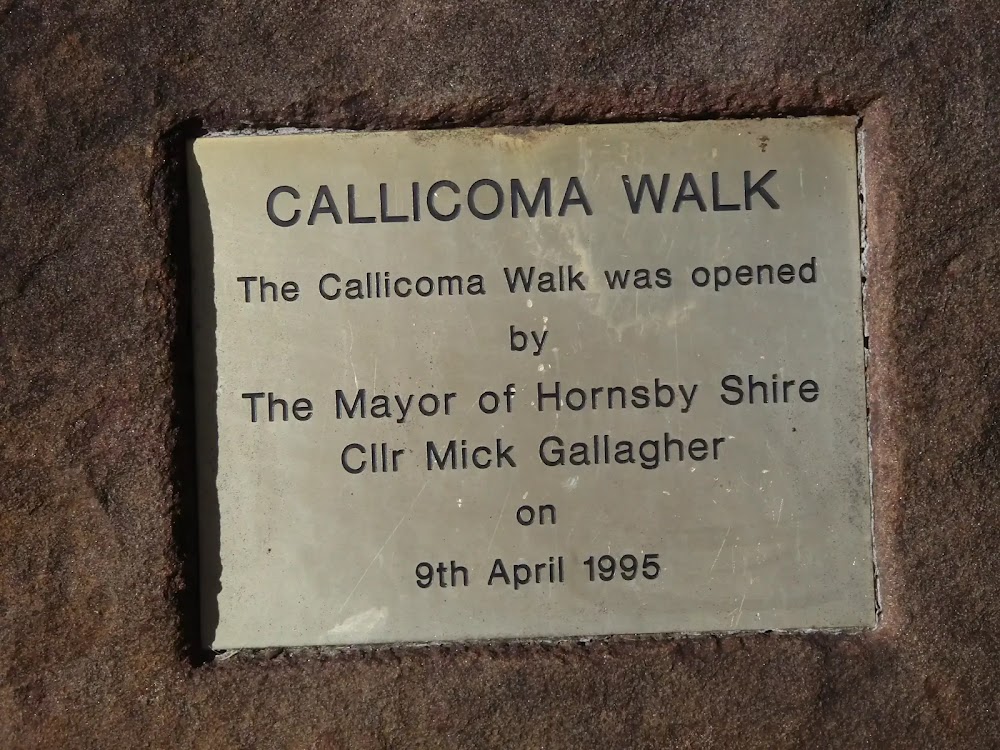 CALLICOMA WALK
The Callicoma Walk was opened
by
The Mayor of Hornsby Shire
Cllr Mick Gallagher
on
9th April 1995